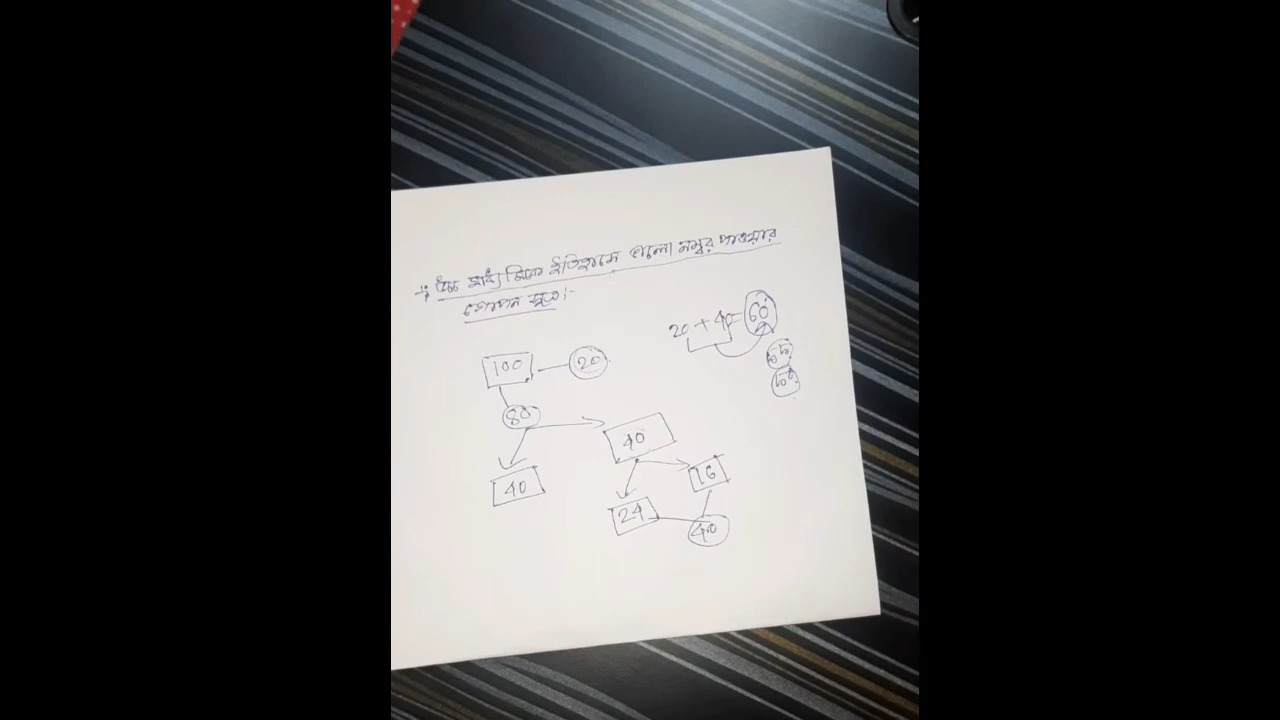 উচ্চ মাধ্যমিকে ইতিহাসে ভালো নম্বর পাওয়ার
গোপন সূত্র :-
20 + 40 = 60
100
20
80
40
40
16
24
40